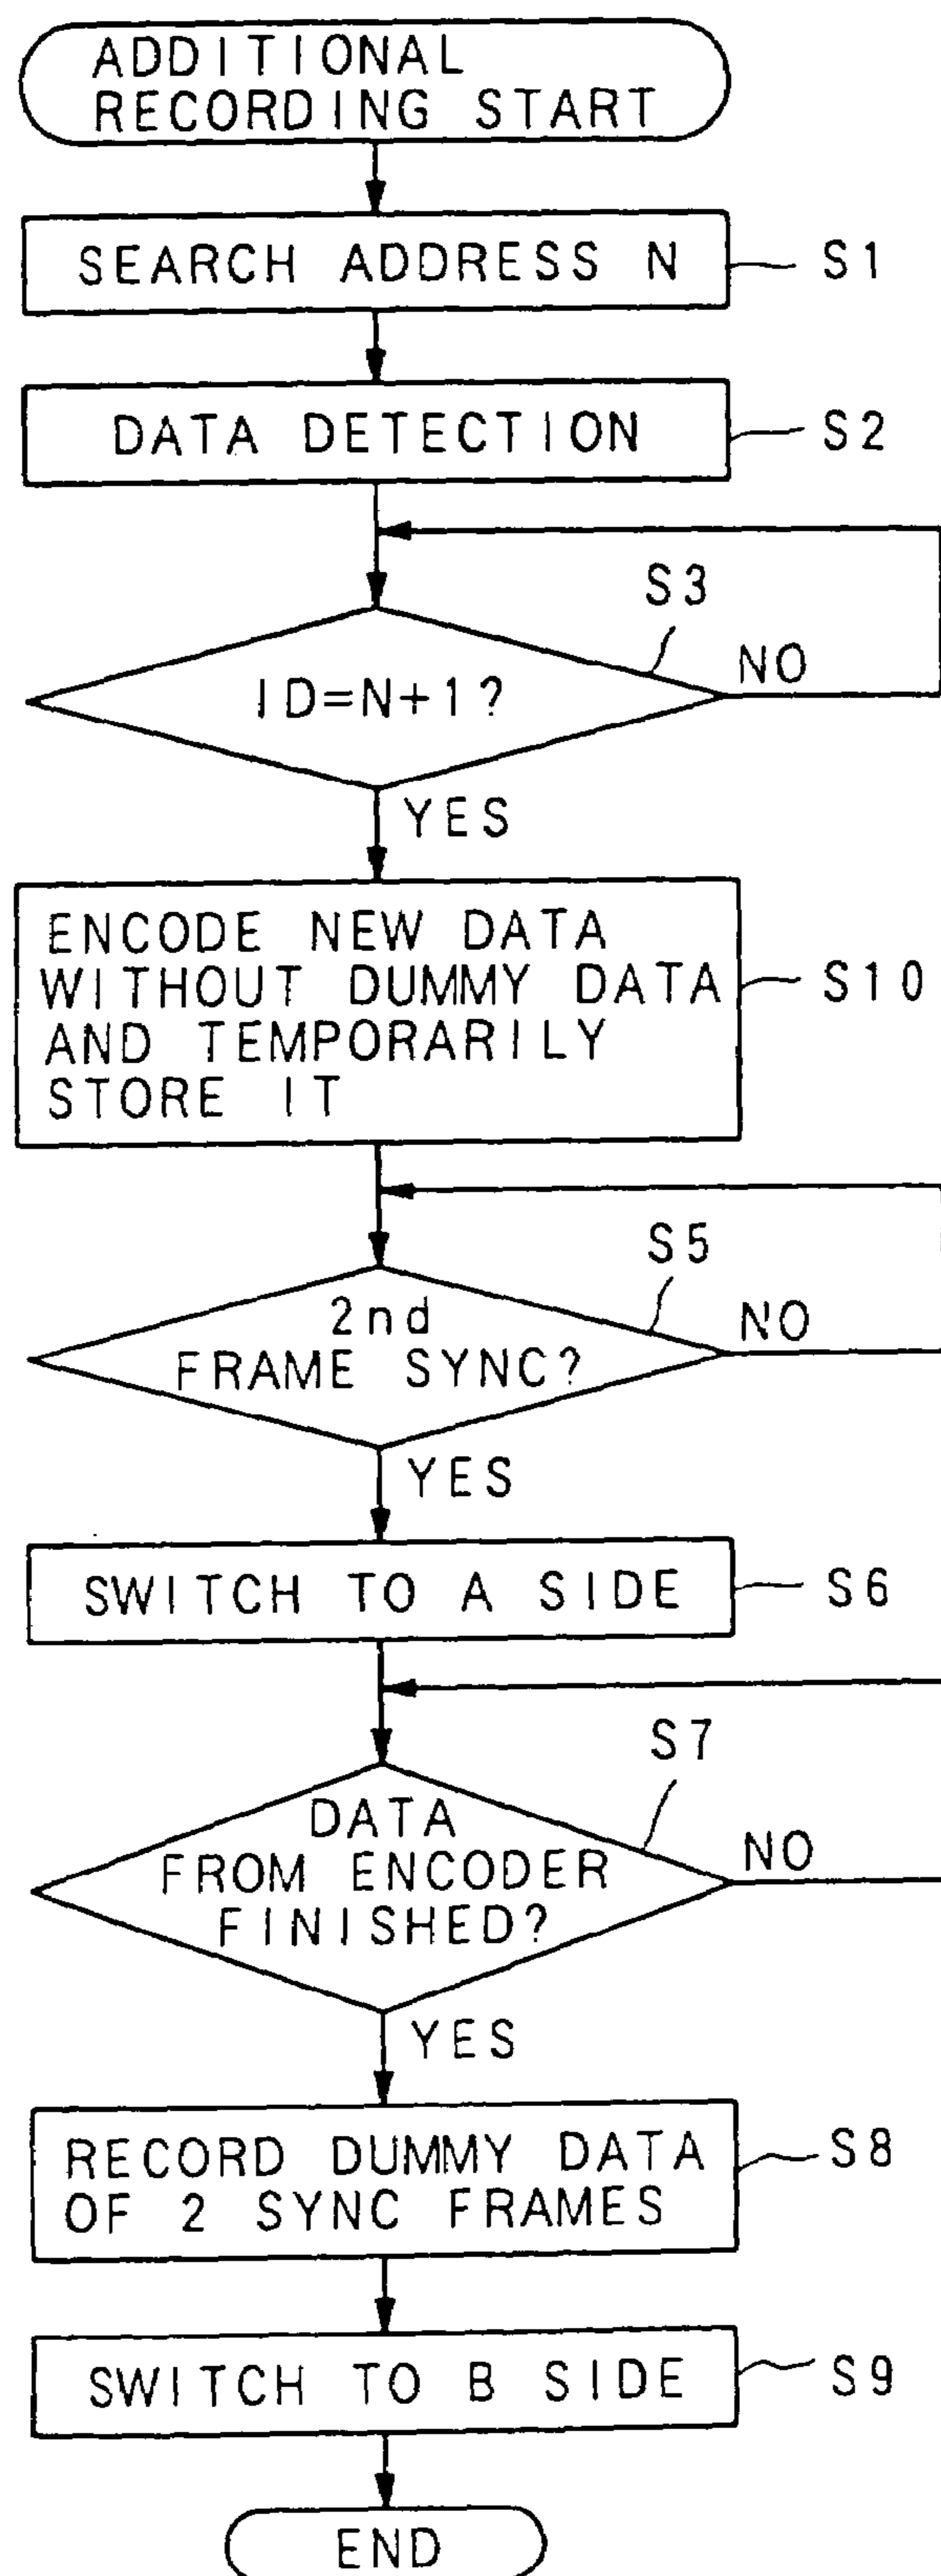 ADDITIONAL
RECORDING START
SEARCH ADDRESS N
S1
DATA DETECTION
S2
S3
ID=N+1?
NO
YES
ENCODE NEW DATA
WITHOUT DUMMY DATA
AND TEMPORARILY
STORE IT
S10
S5
2nd
FRAME SYNC?
NO
YES
SWITCH TO A SIDE
S6
S7
DATA
FROM ENCODER
FINISHED?
NO
YES
RECORD DUMMY DATA
OF 2 SYNC FRAMES
S8
SWITCH TO B SIDE
S9
END